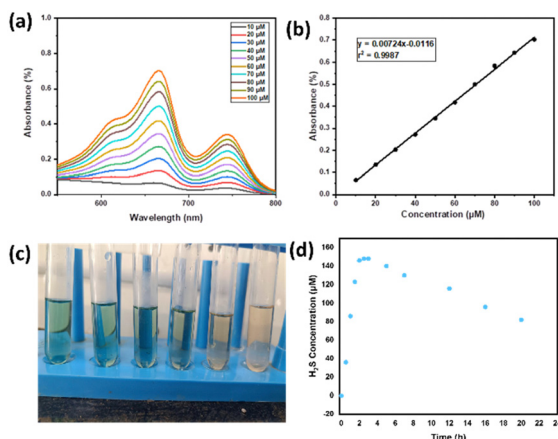 (a)
1.0
0.8
0.6
0.4
0.2
0.0
Absorbance (%)
600
700
800
Wavelength (nm)
10 µM
20 µM
30 µM
40 µM
50 µM
60 µM
70 µM
80 µM
90 µM
100 µM
(b)
0.8
0.7
0.6
0.5
0.4
0.3
0.2
0.1
0.0
Absorbance (%)
y = 0.00724x-0.0116
r² = 0.9987
0
20
40
60
80
100
Concentration (µM)
(c)
(d)
160
140
120
100
80
60
40
20
0
-20
H₂S Concentration (µM)
0 2 4 6 8 10 12 14 16 18 20 22
Time (h)